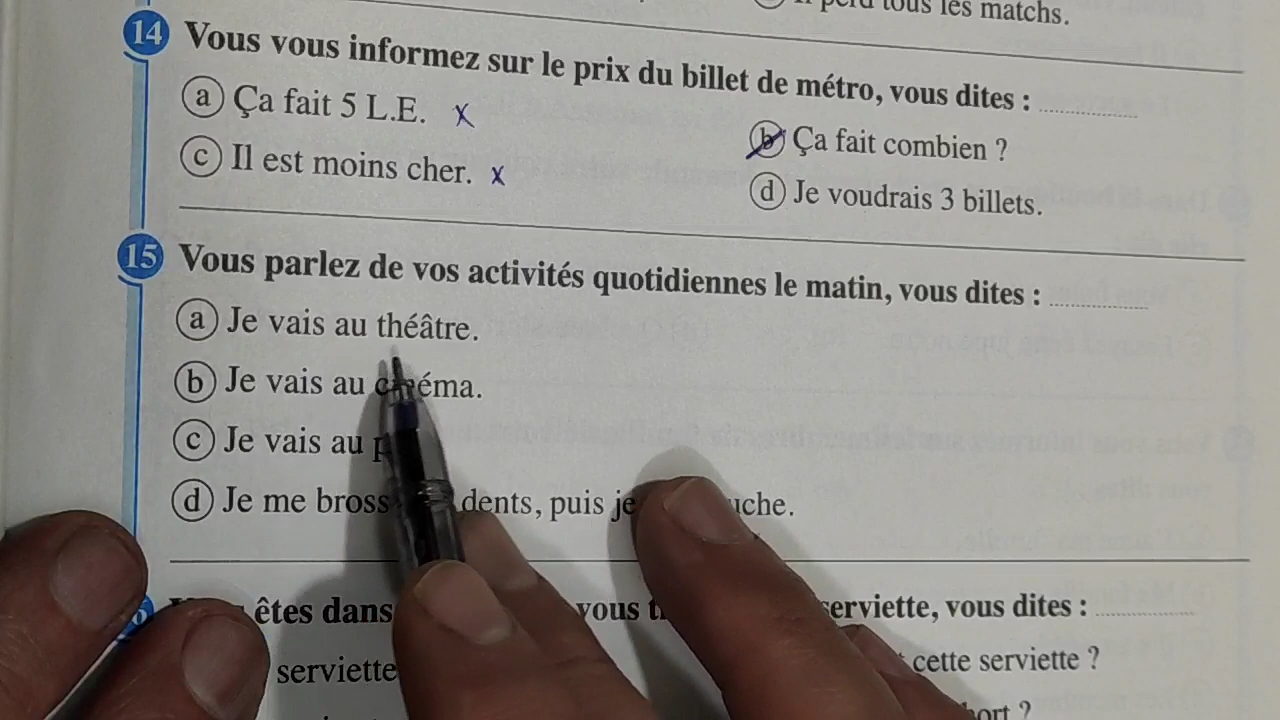 tous les matchs.
14 Vous vous informez sur le prix du billet de métro, vous dites : ............
a Ça fait 5 L.E. x
b Ça fait combien ?
c Il est moins cher. x
d Je voudrais 3 billets.
15 Vous parlez de vos activités quotidiennes le matin, vous dites : ............
a Je vais au théâtre.
b Je vais au cinéma.
c Je vais au
d Je me bross dents, puis je uche.
êtes dans vous serviette, vous dites : ............
serviette cette serviette ?